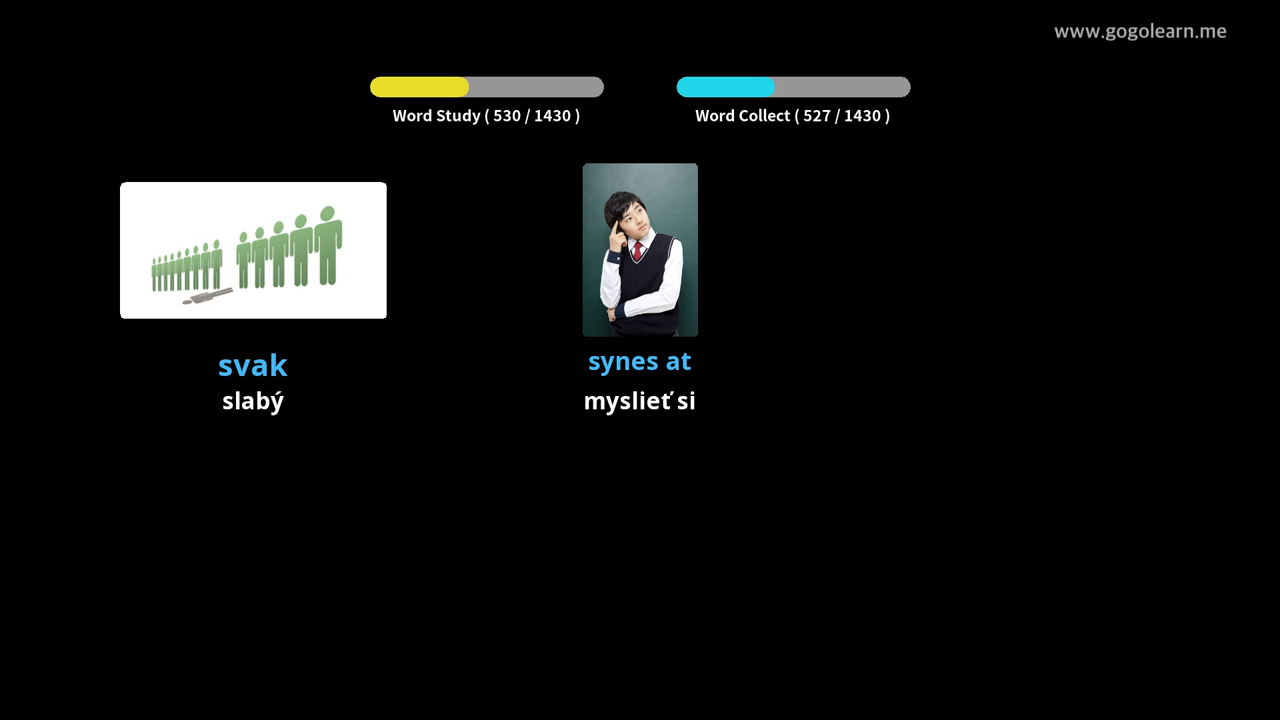 www.gogolearn.me
Word Study ( 530 / 1430 )
Word Collect ( 527 / 1430 )
svak
slabý
synes at
myslieť si